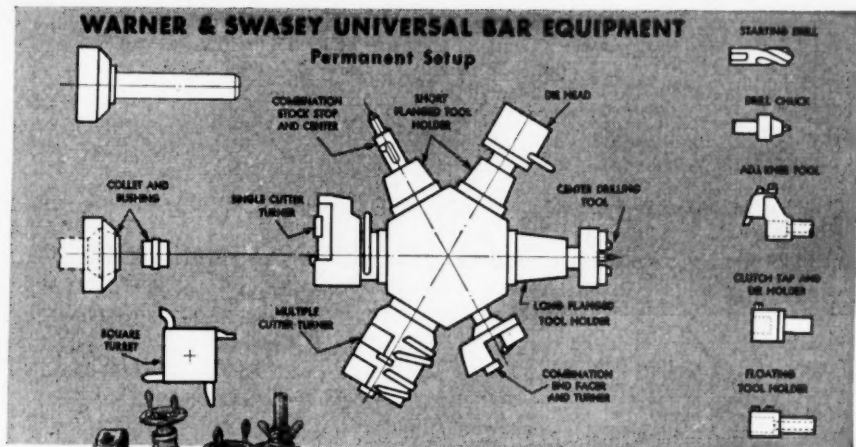 WARNER & SWASEY UNIVERSAL BAR EQUIPMENT
Permanent Setup
STARTING DRILL
COMBINATION
STOCK STOP
AND CENTER
SHORT
FLANGED TOOL
HOLDER
DIE HEAD
DRILL CHUCK
COLLET AND
BUSHING
SINGLE CUTTER
TURNER
CENTER DRILLING
TOOL
ADJ. KNEE TOOL
CLUTCH TAP AND
DIE HOLDER
SQUARE
TURRET
MULTIPLE
CUTTER TURNER
LONG FLANGED
TOOL HOLDER
COMBINATION
END FACER
AND TURNER
FLOATING
TOOL HOLDER